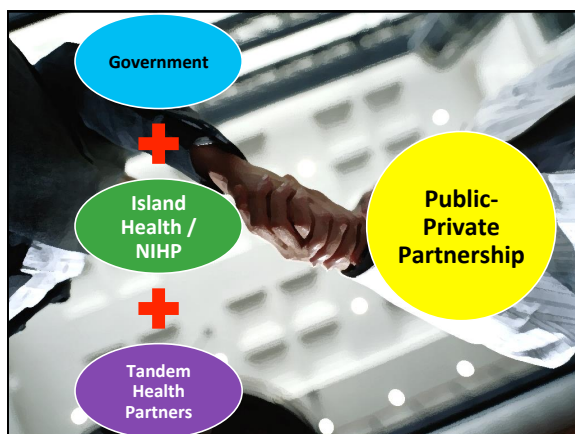 Government
Island
Health /
NIHP
Tandem
Health
Partners
Public-
Private
Partnership